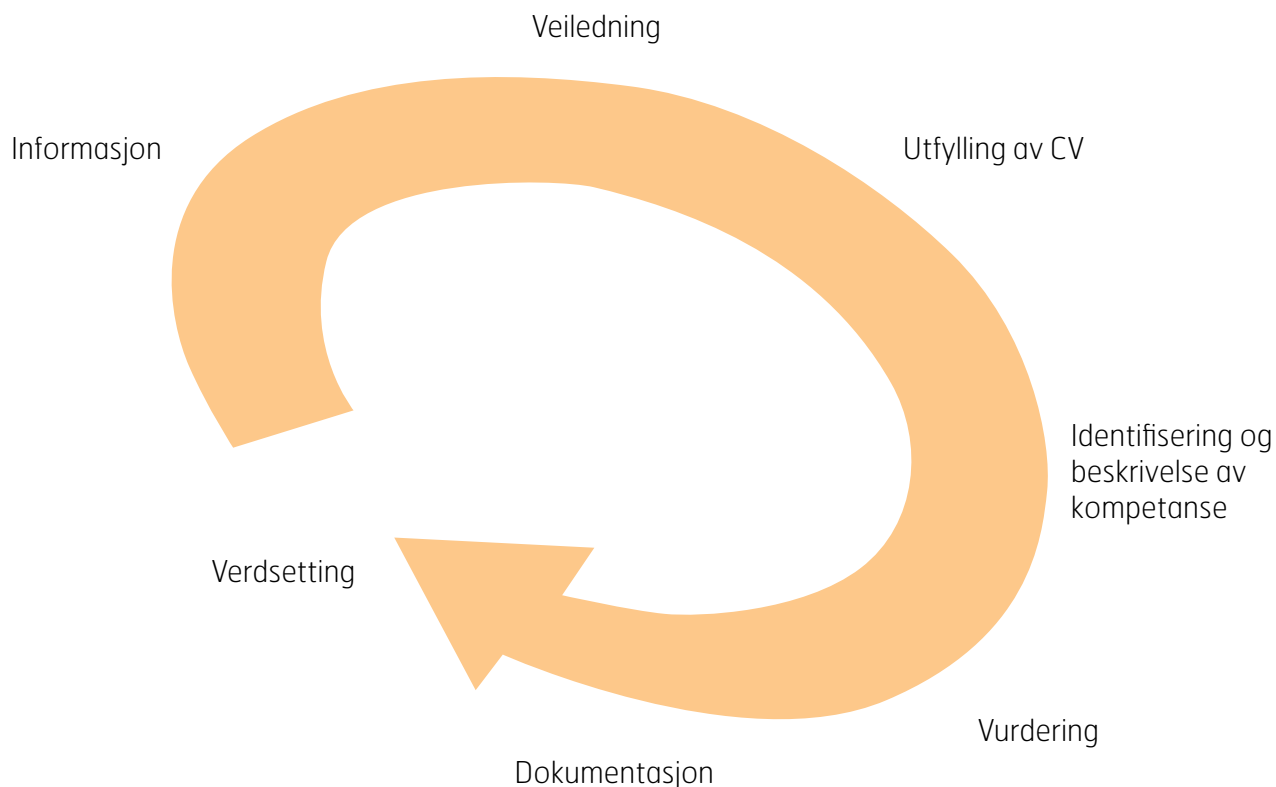 Veiledning
Informasjon
Utfylling av CV
Identifisering og
beskrivelse av
kompetanse
Verdsetting
Vurdering
Dokumentasjon